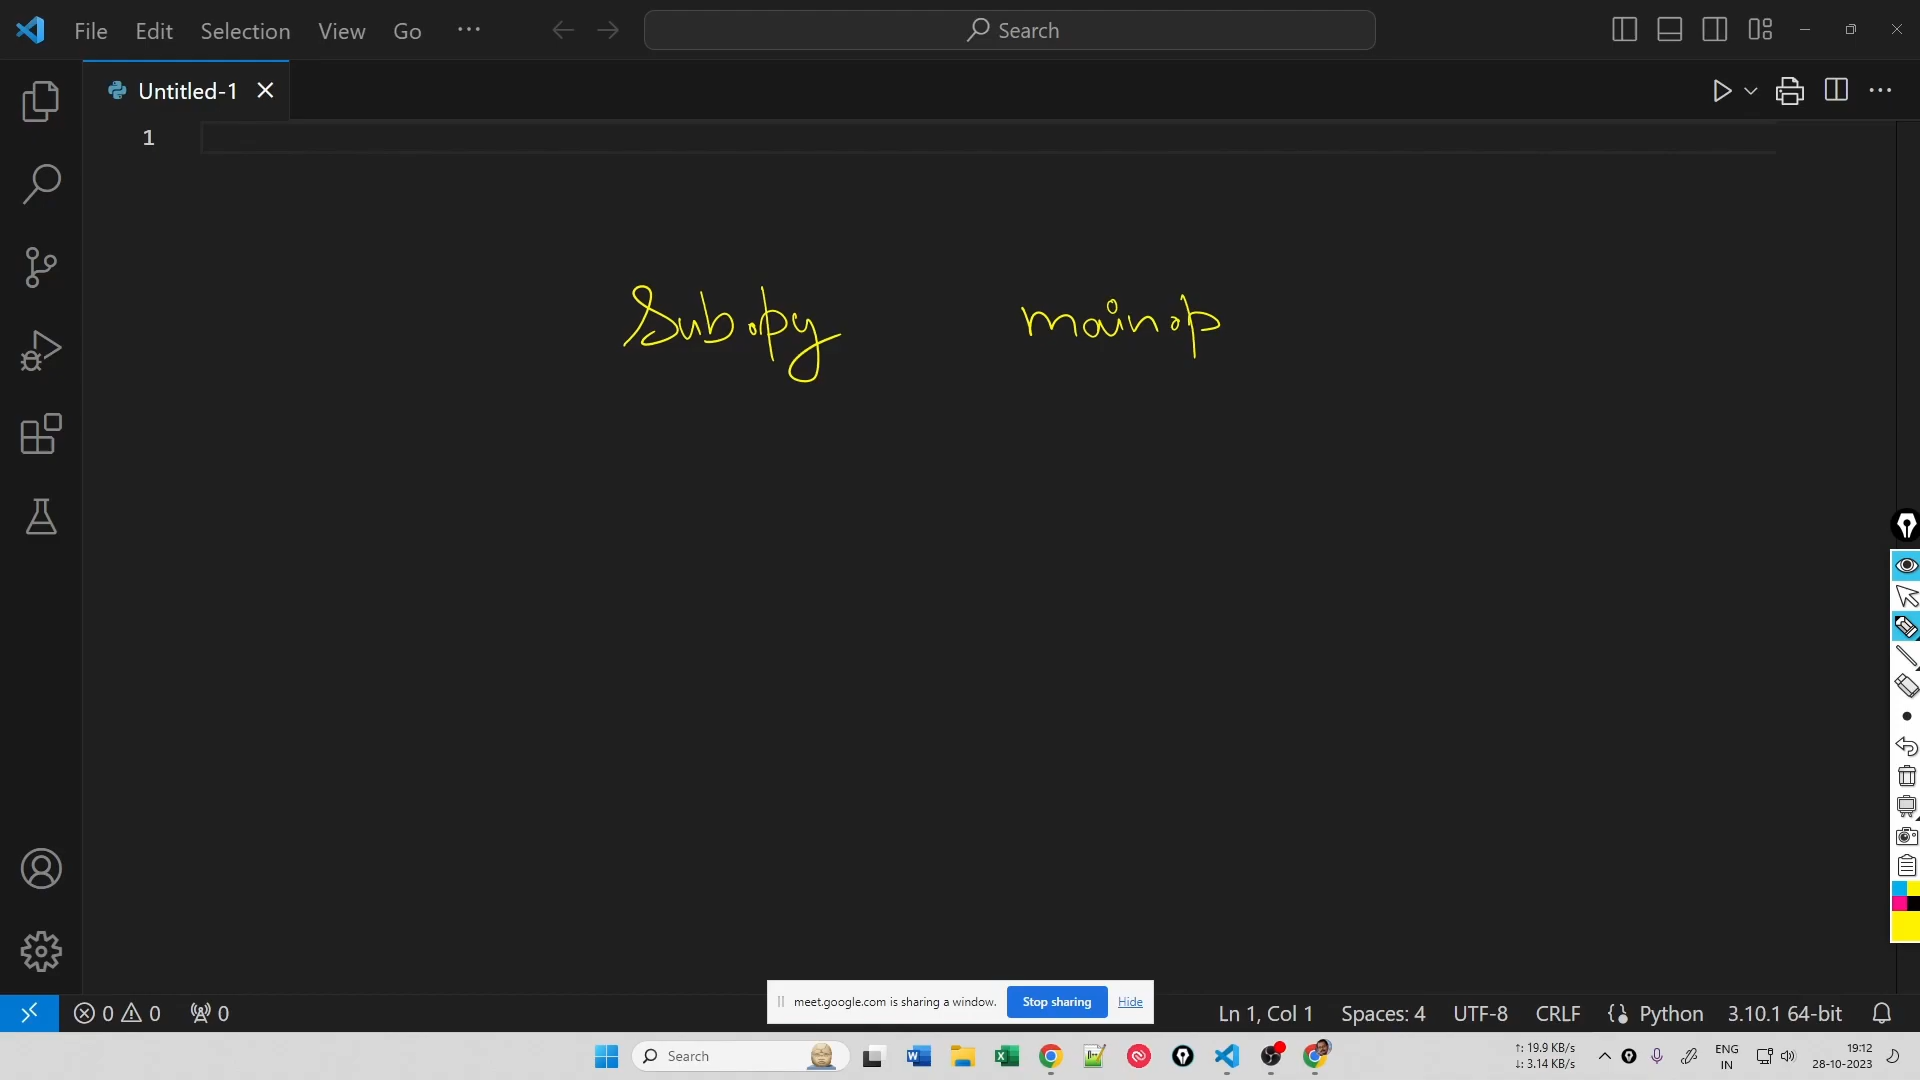 File Edit Selection View Go ... Search
Untitled-1
1
Sub.py main.p
meet.google.com is sharing a window. Stop sharing Hide
0 0 0 Ln 1, Col 1 Spaces: 4 UTF-8 CRLF Python 3.10.1 64-bit
Search
↑: 19.9 KB/s
↓: 3.14 KB/s
ENG
IN
19:12
28-10-2023